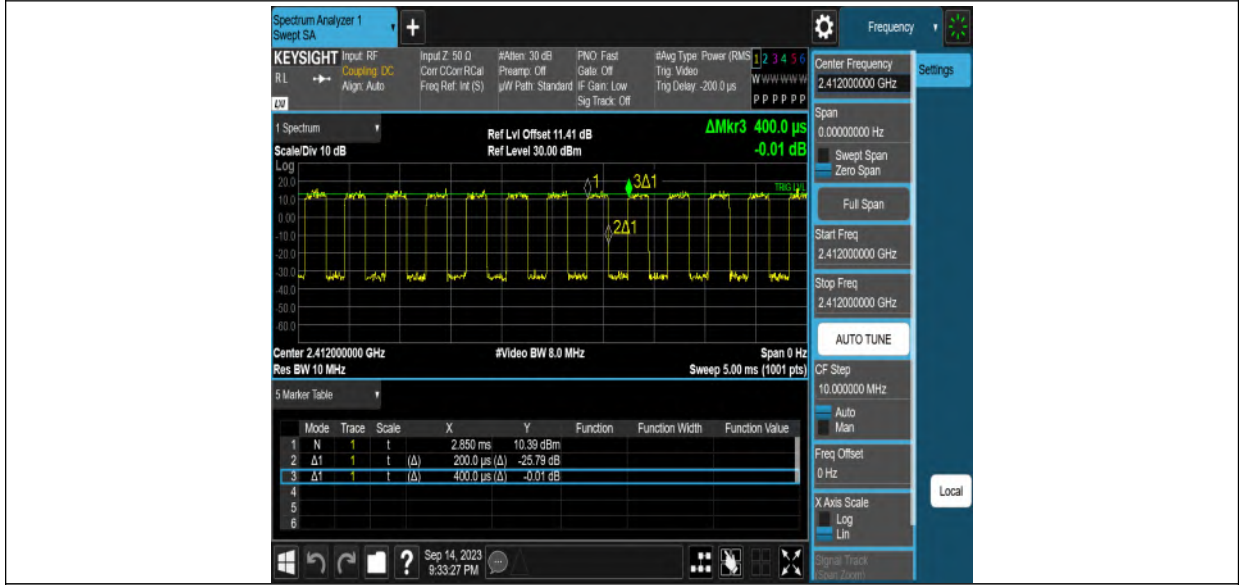 Spectrum Analyzer 1
Swept SA
Frequency
KEYSIGHT
R L
LXI
Input: RF
Coupling: DC
Align: Auto
Input Z: 50 Ω
Corr CCorr RCal
Freq Ref: Int (S)
#Atten: 30 dB
Preamp: Off
µW Path: Standard
PNO: Fast
Gate: Off
IF Gain: Low
Sig Track: Off
#Avg Type: Power (RMS
Trig: Video
Trig Delay: -200.0 µs
1 2 3 4 5 6
W W W W W W
P P P P P P
1 Spectrum
Scale/Div 10 dB
Ref Lvl Offset 11.41 dB
Ref Level 30.00 dBm
ΔMkr3 400.0 µs
-0.01 dB
Log
20.0
10.0
0.00
-10.0
-20.0
-30.0
-40.0
-50.0
-60.0
1
3Δ1
2Δ1
TRIG LVL
Center 2.412000000 GHz
#Video BW 8.0 MHz
Span 0 Hz
Res BW 10 MHz
Sweep 5.00 ms (1001 pts)
5 Marker Table
Mode Trace Scale X Y Function Function Width Function Value
1 N 1 t 2.850 ms 10.39 dBm
2 Δ1 1 t (Δ) 200.0 µs (Δ) -25.79 dB
3 Δ1 1 t (Δ) 400.0 µs (Δ) -0.01 dB
4
5
6
?
Sep 14, 2023
9:33:27 PM
Center Frequency
2.412000000 GHz
Settings
Span
0.00000000 Hz
Swept Span
Zero Span
Full Span
Start Freq
2.412000000 GHz
Stop Freq
2.412000000 GHz
AUTO TUNE
CF Step
10.000000 MHz
Auto
Man
Freq Offset
0 Hz
X Axis Scale
Log
Lin
Local
Signal Track
(Span Zoom)